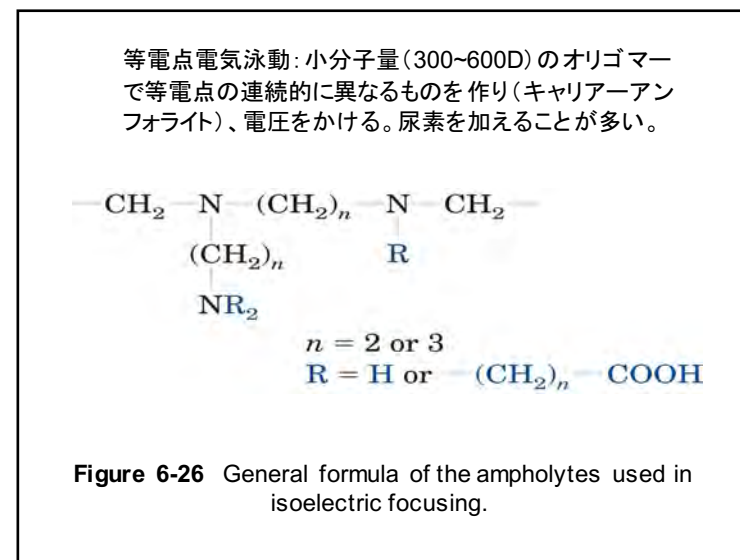 等電点電気泳動：小分子量（300~600D）のオリゴマー
で等電点の連続的に異なるものを作り（キャリアーアン
フォライト）、電圧をかける。尿素を加えることが多い。
CH₂ N (CH₂)ₙ N CH₂
(CH₂)ₙ R
NR₂
n = 2 or 3
R = H or (CH₂)ₙ COOH
Figure 6-26 General formula of the ampholytes used in
isoelectric focusing.